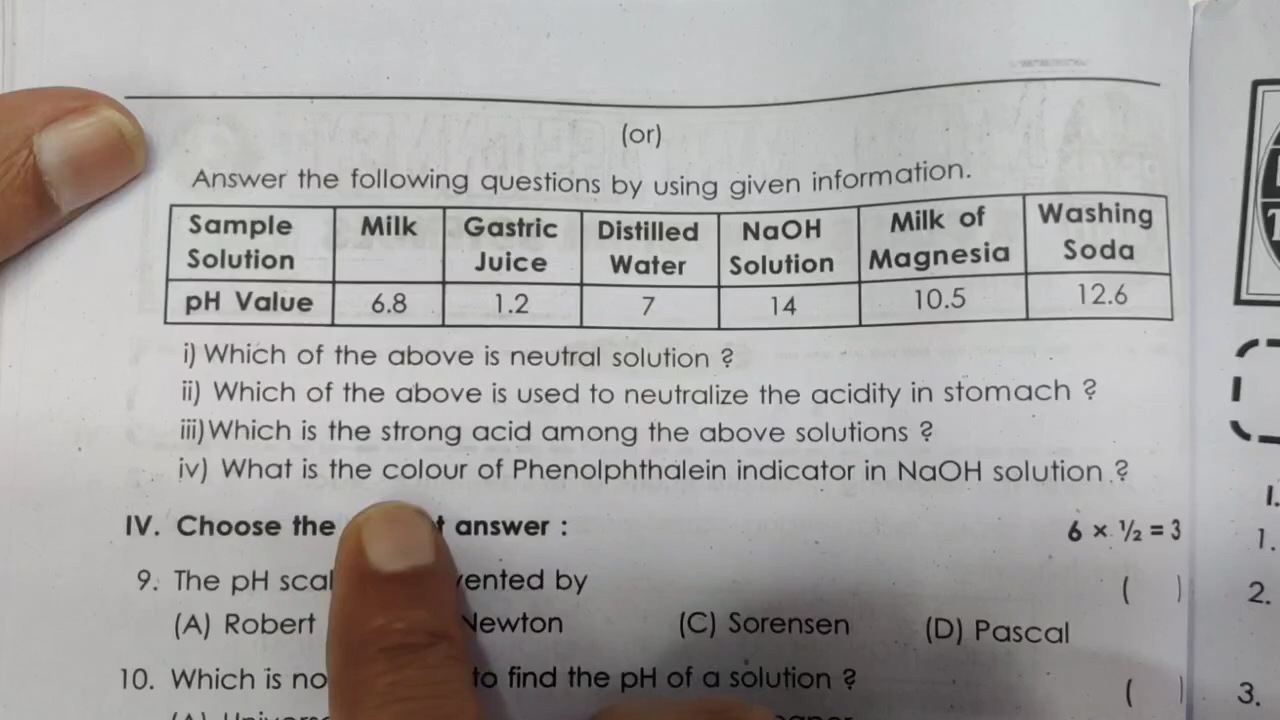 (or)
Answer the following questions by using given information.
Sample Solution | Milk | Gastric Juice | Distilled Water | NaOH Solution | Milk of Magnesia | Washing Soda
pH Value | 6.8 | 1.2 | 7 | 14 | 10.5 | 12.6
i) Which of the above is neutral solution ?
ii) Which of the above is used to neutralize the acidity in stomach ?
iii) Which is the strong acid among the above solutions ?
iv) What is the colour of Phenolphthalein indicator in NaOH solution ?
IV. Choose the answer : 6 × ½ = 3
9. The pH by ( )
(A) Robert Newton (C) Sorensen (D) Pascal
10. Which is to find the pH of a solution ? ( )
I.
1.
2.
3.